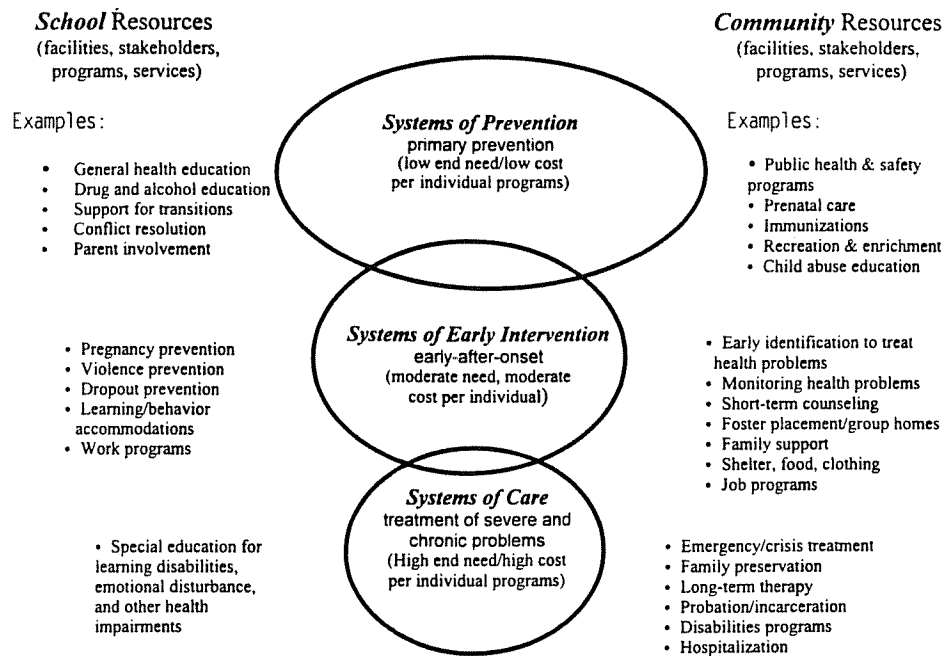 School Resources
(facilities, stakeholders,
programs, services)
Examples:
• General health education
• Drug and alcohol education
• Support for transitions
• Conflict resolution
• Parent involvement
• Pregnancy prevention
• Violence prevention
• Dropout prevention
• Learning/behavior
accommodations
• Work programs
• Special education for
learning disabilities,
emotional disturbance,
and other health
impairments
Systems of Prevention
primary prevention
(low end need/low cost
per individual programs)
Systems of Early Intervention
early-after-onset
(moderate need, moderate
cost per individual)
Systems of Care
treatment of severe and
chronic problems
(High end need/high cost
per individual programs)
Community Resources
(facilities, stakeholders,
programs, services)
Examples:
• Public health & safety
programs
• Prenatal care
• Immunizations
• Recreation & enrichment
• Child abuse education
• Early identification to treat
health problems
• Monitoring health problems
• Short-term counseling
• Foster placement/group homes
• Family support
• Shelter, food, clothing
• Job programs
• Emergency/crisis treatment
• Family preservation
• Long-term therapy
• Probation/incarceration
• Disabilities programs
• Hospitalization